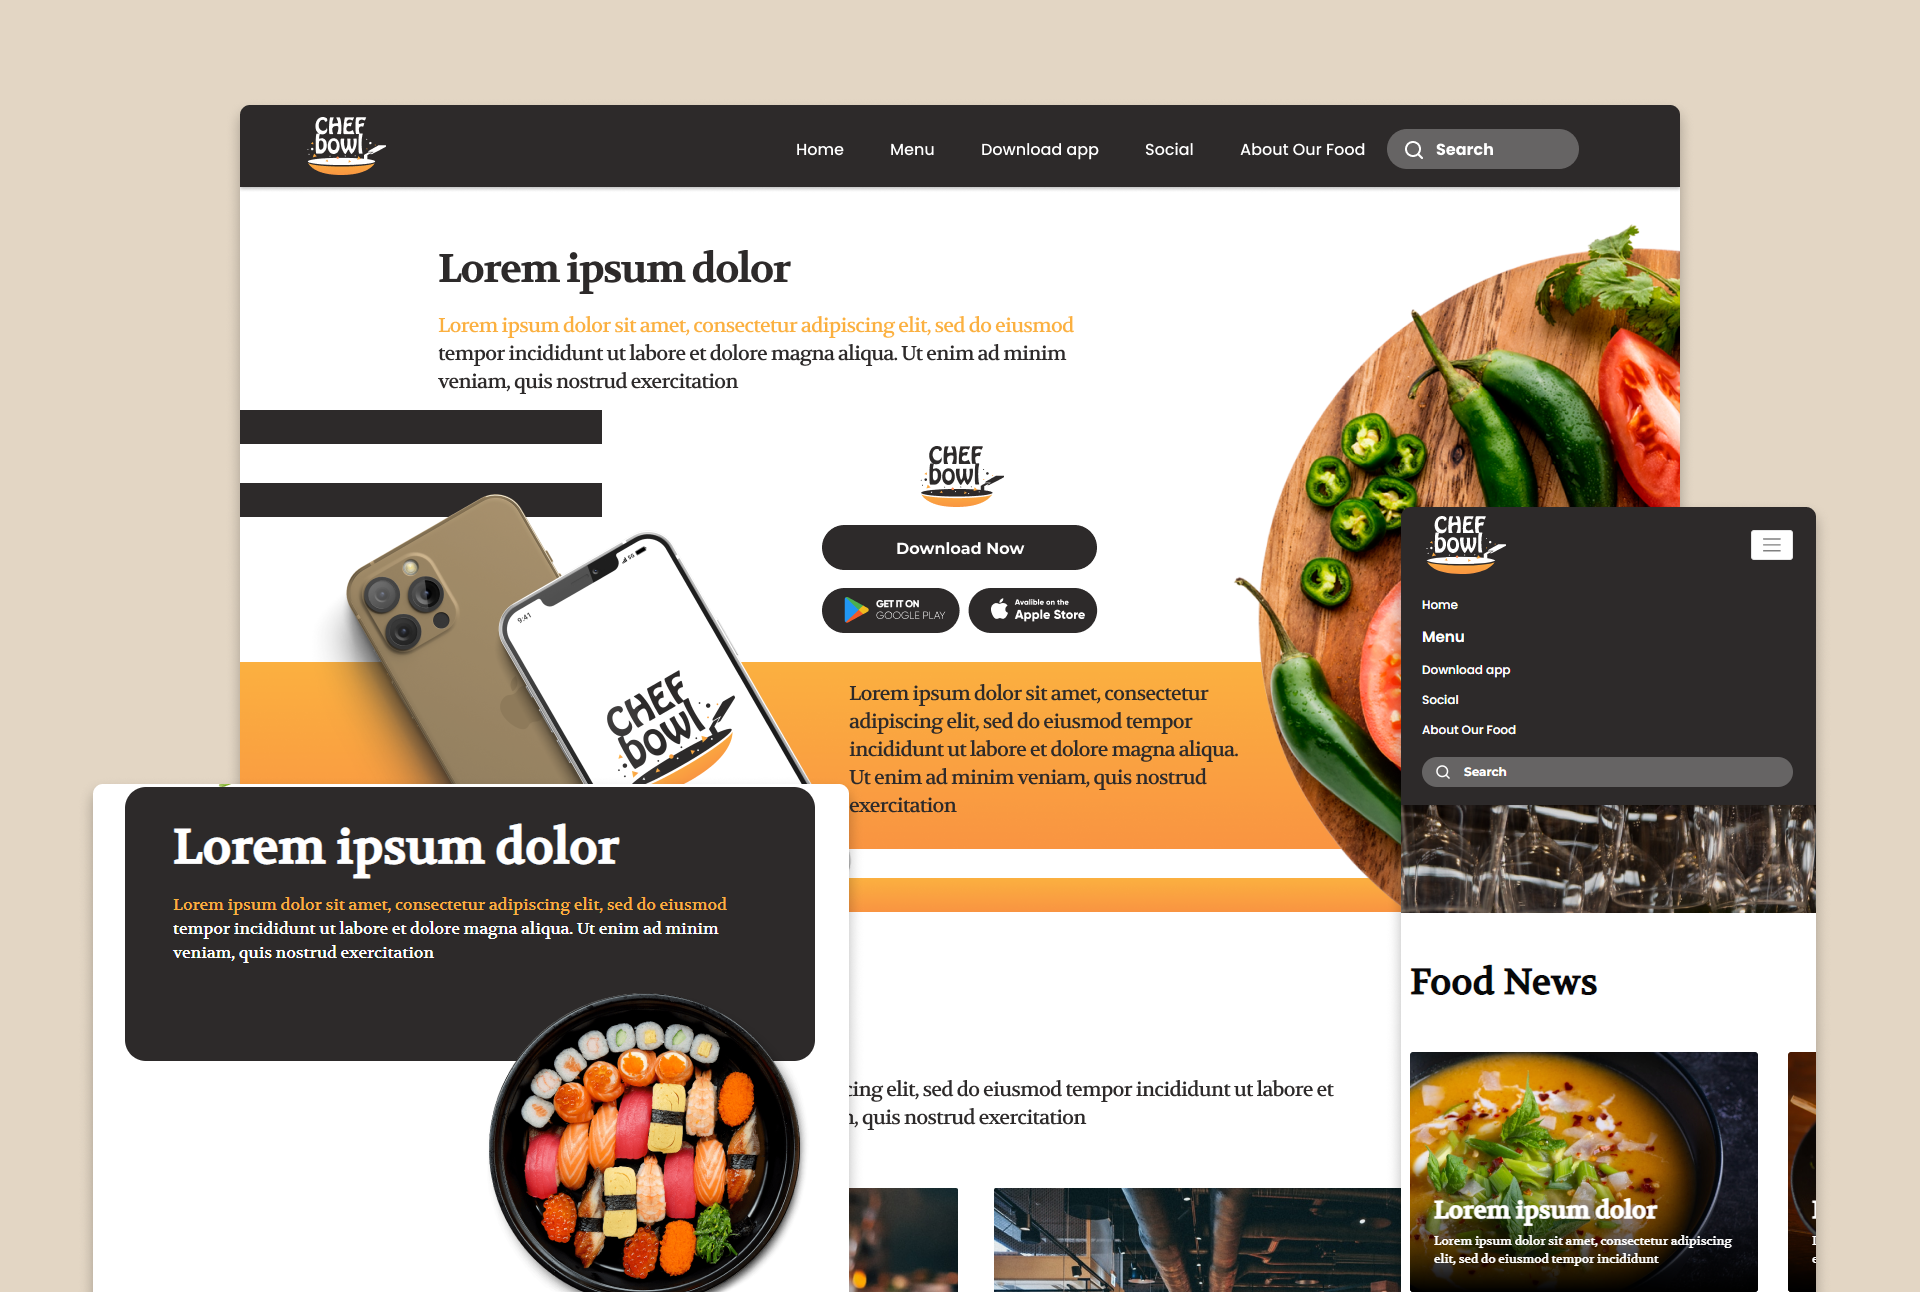 CHEF
bowl
Home
Menu
Download app
Social
About Our Food
Search
Lorem ipsum dolor
Lorem ipsum dolor sit amet, consectetur adipiscing elit, sed do eiusmod
tempor incididunt ut labore et dolore magna aliqua. Ut enim ad minim
veniam, quis nostrud exercitation
CHEF
bowl
Download Now
GET IT ON
GOOGLE PLAY
Avalible on the
Apple Store
9:41
5G
CHEF
bowl
Lorem ipsum dolor sit amet, consectetur
adipiscing elit, sed do eiusmod tempor
incididunt ut labore et dolore magna aliqua.
Ut enim ad minim veniam, quis nostrud
exercitation
CHEF
bowl
Home
Menu
Download app
Social
About Our Food
Search
Lorem ipsum dolor
Lorem ipsum dolor sit amet, consectetur adipiscing elit, sed do eiusmod
tempor incididunt ut labore et dolore magna aliqua. Ut enim ad minim
veniam, quis nostrud exercitation
elit, sed do eiusmod tempor incididunt ut labore et
quis nostrud exercitation
Food News
Lorem ipsum dolor
Lorem ipsum dolor sit amet, consectetur adipiscing
elit, sed do eiusmod tempor incididunt